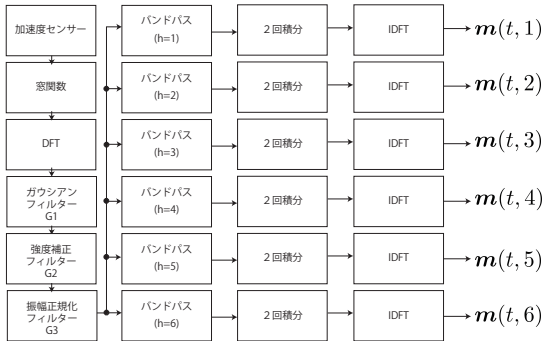 加速度センサー
窓関数
DFT
ガウシアン
フィルター
G1
強度補正
フィルター
G2
振幅正規化
フィルター
G3
バンドパス
(h=1)
2回積分
IDFT
m(t, 1)
バンドパス
(h=2)
2回積分
IDFT
m(t, 2)
バンドパス
(h=3)
2回積分
IDFT
m(t, 3)
バンドパス
(h=4)
2回積分
IDFT
m(t, 4)
バンドパス
(h=5)
2回積分
IDFT
m(t, 5)
バンドパス
(h=6)
2回積分
IDFT
m(t, 6)